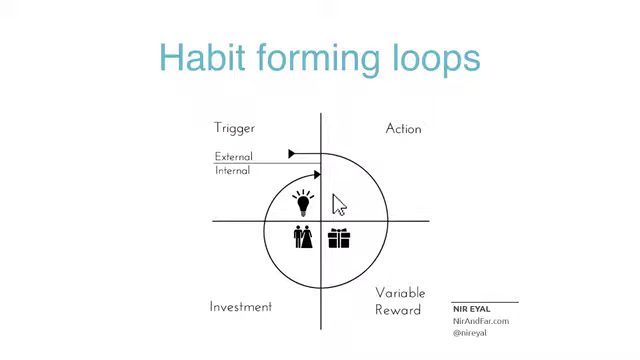 Habit forming loops
Trigger
Action
External
Internal
Investment
Variable
Reward
NIR EYAL
NirAndFar.com
@nireyal